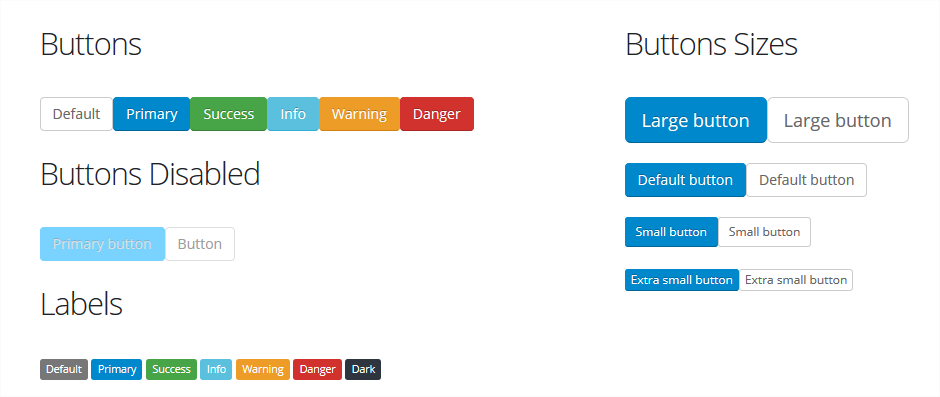 Buttons
Default Primary Success Info Warning Danger
Buttons Disabled
Primary button Button
Labels
Default Primary Success Info Warning Danger Dark
Buttons Sizes
Large button Large button
Default button Default button
Small button Small button
Extra small button Extra small button